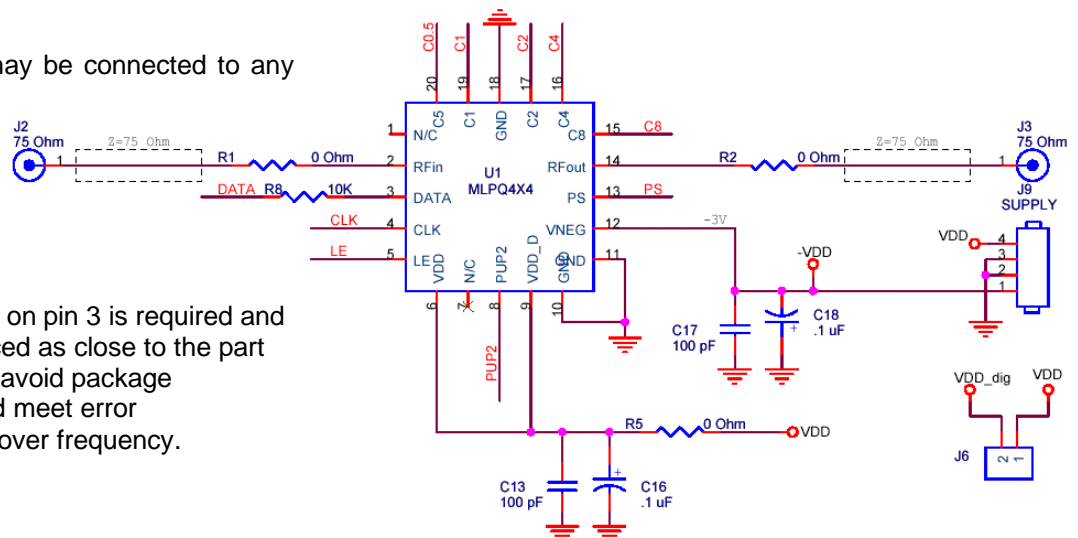 may be connected to any
on pin 3 is required and
ced as close to the part
avoid package
d meet error
over frequency.
C0.5
C1
C2
C4
20
19
18
17
16
C5
C1
GND
C2
C4
J2
75 Ohm
1
Z=75 Ohm
R1
0 Ohm
DATA
R8
10K
CLK
LE
1
2
3
4
5
N/C
RFin
DATA
CLK
LE
U1
MLPQ4X4
C8
RFout
PS
VNEG
GND
15
14
13
12
11
C8
PS
-3V
R2
0 Ohm
Z=75 Ohm
1
J3
75 Ohm
J9
SUPPLY
VDD
4
3
2
1
-VDD
VDD
N/C
PUP2
VDD_D
GND
6
7
8
9
10
PUP2
C17
100 pF
C18
.1 uF
+
R5
0 Ohm
VDD
C13
100 pF
C16
.1 uF
+
VDD_dig
VDD
J6
2
1